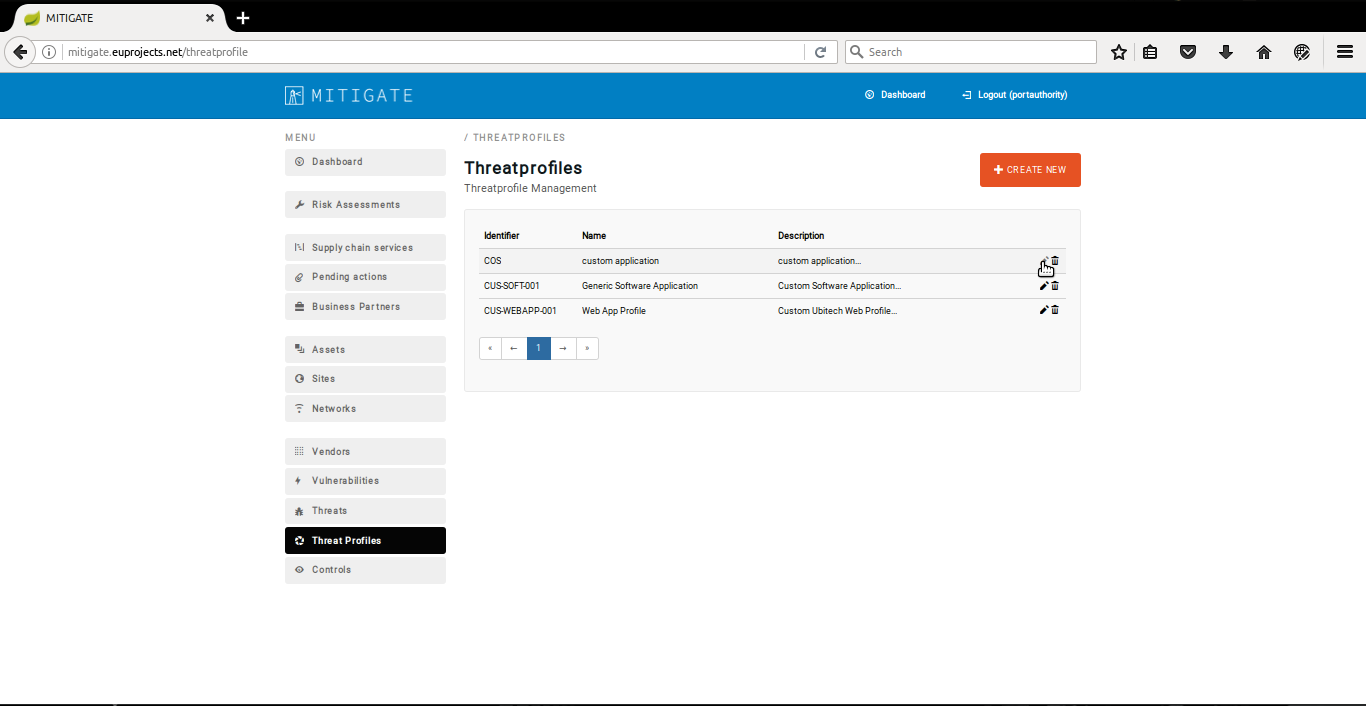 MITIGATE
mitigate.euprojects.net/threatprofile
Search
MITIGATE
Dashboard
Logout (portauthority)
MENU
Dashboard
Risk Assessments
Supply chain services
Pending actions
Business Partners
Assets
Sites
Networks
Vendors
Vulnerabilities
Threats
Threat Profiles
Controls
/ THREATPROFILES
Threatprofiles
Threatprofile Management
+ CREATE NEW
Identifier Name Description
COS custom application custom application...
CUS-SOFT-001 Generic Software Application Custom Software Application...
CUS-WEBAPP-001 Web App Profile Custom Ubitech Web Profile...
« ← 1 → »